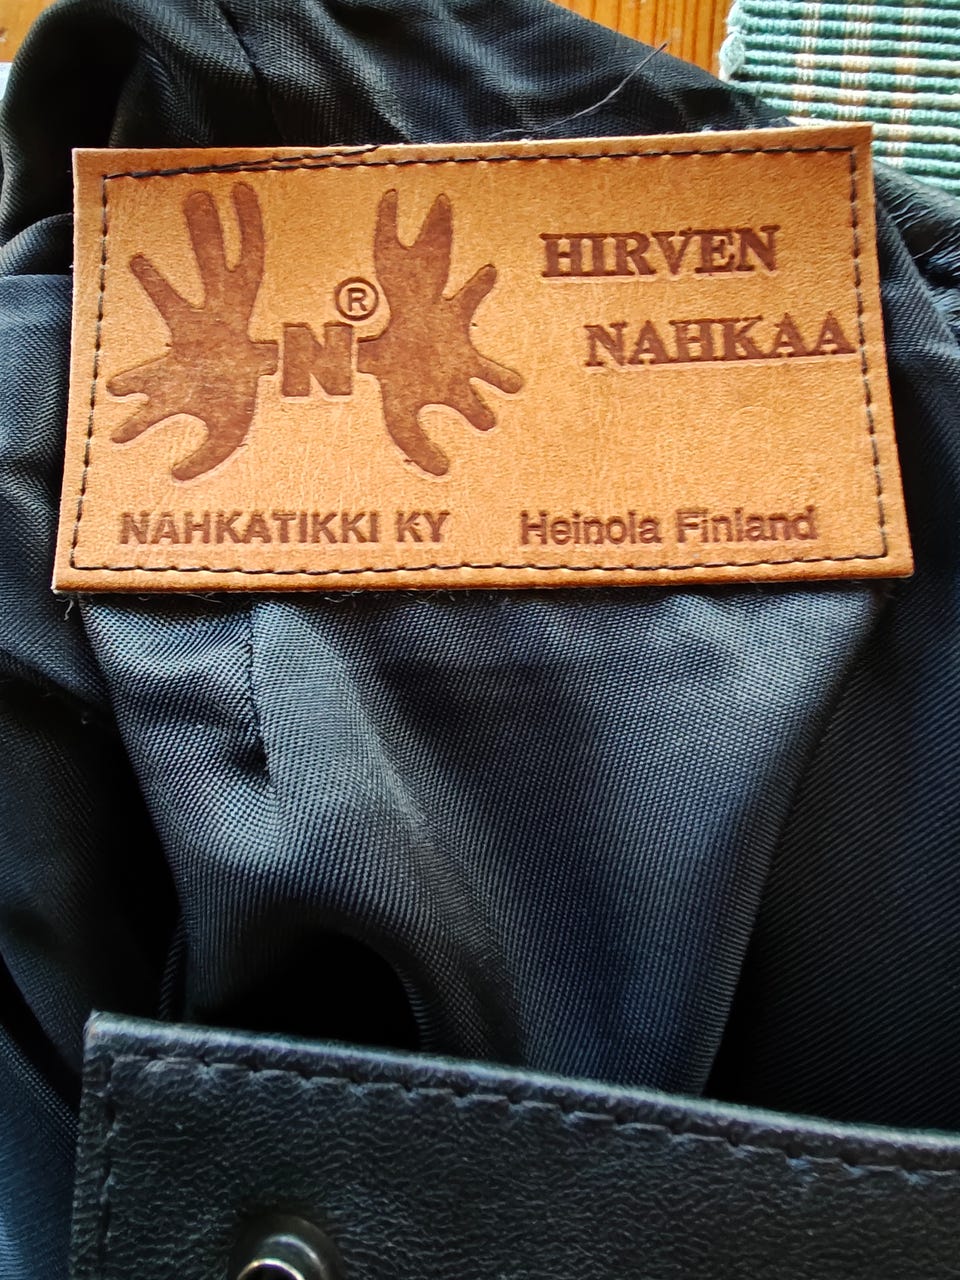 HIRVEN
NAHKAA
®
N
NAHKATIKKI KY Heinola Finland